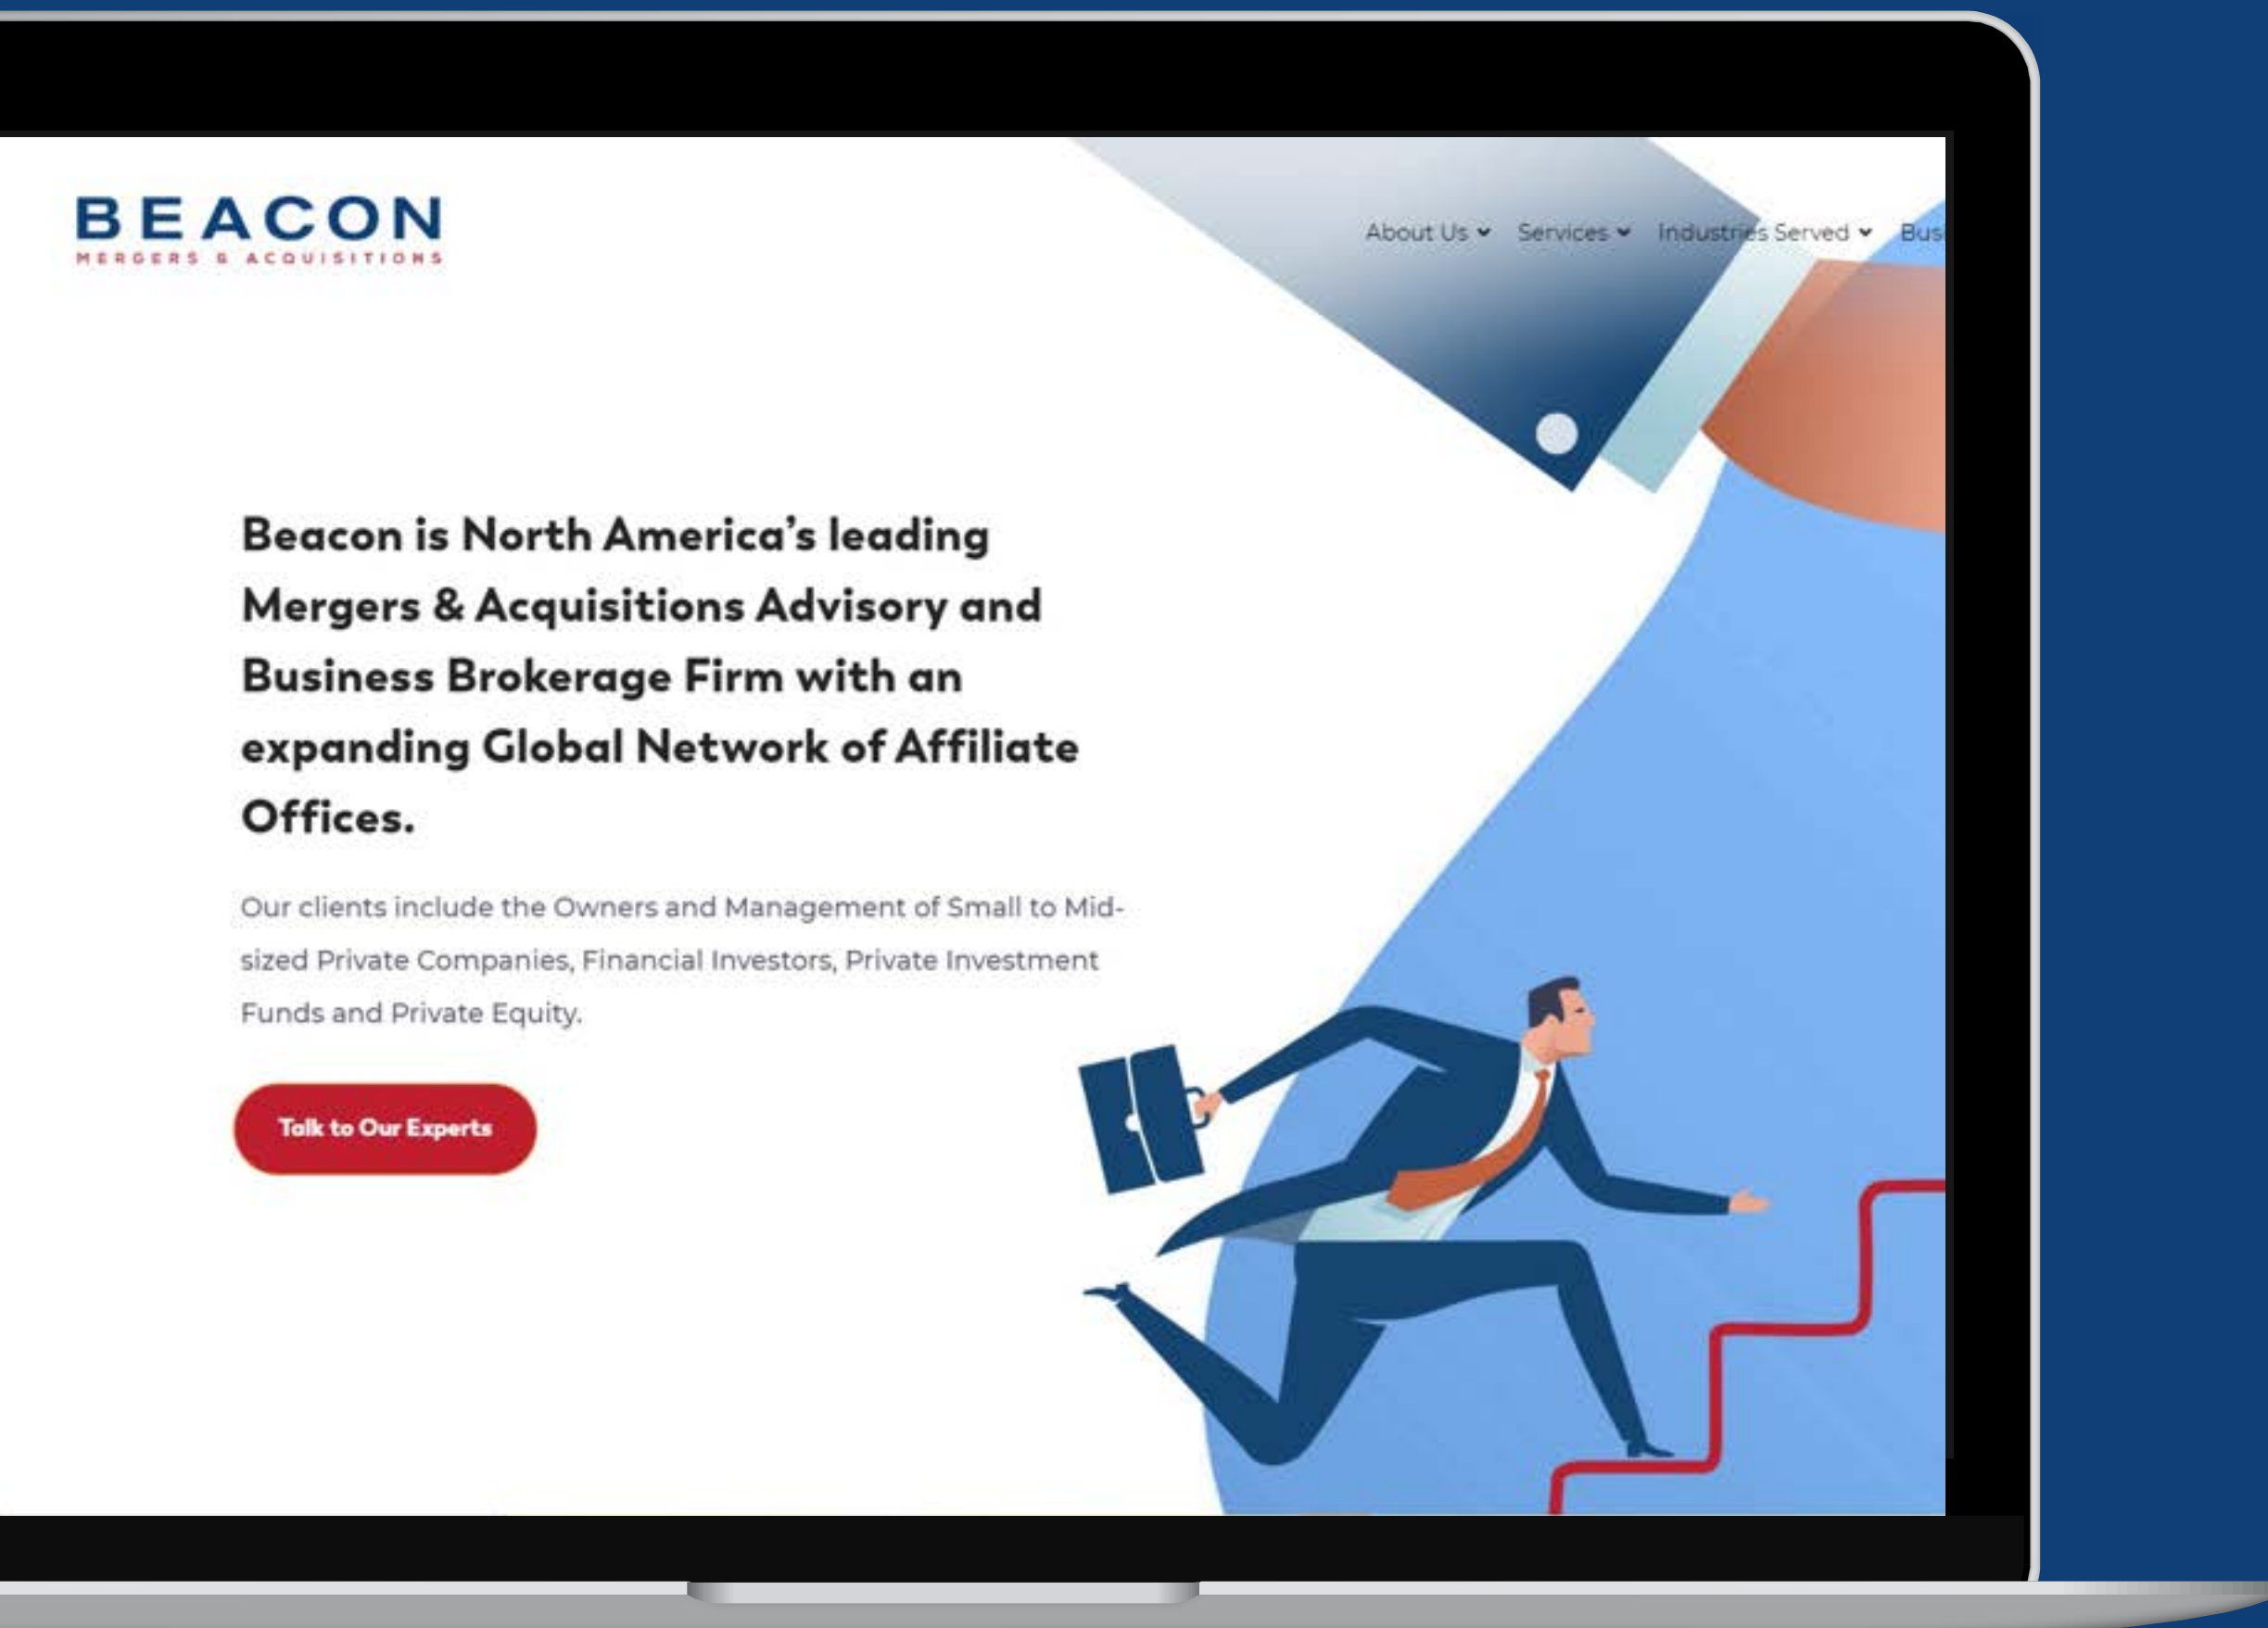 BEACON
MERGERS & ACQUISITIONS
About Us Services Industries Served Bus
Beacon is North America's leading
Mergers & Acquisitions Advisory and
Business Brokerage Firm with an
expanding Global Network of Affiliate
Offices.
Our clients include the Owners and Management of Small to Mid-
sized Private Companies, Financial Investors, Private Investment
Funds and Private Equity.
Talk to Our Experts